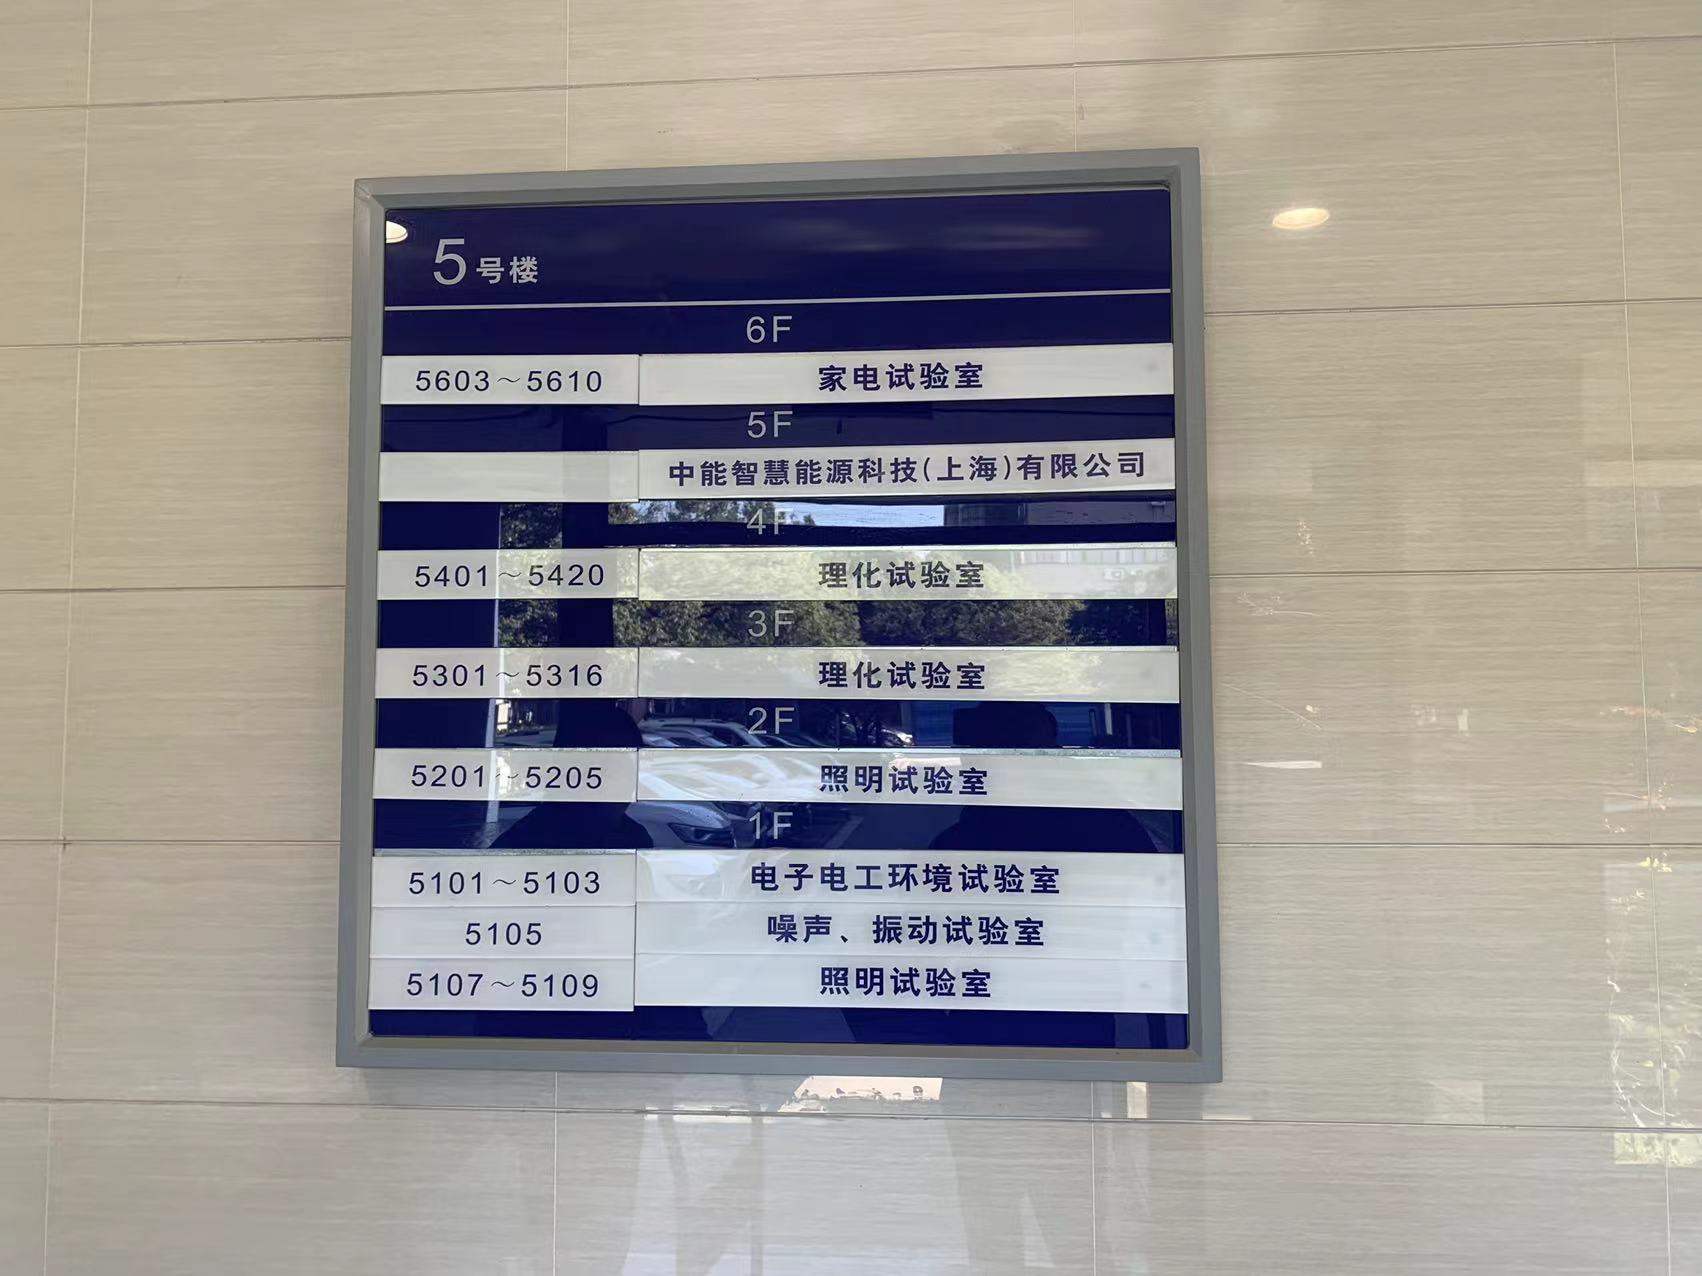 5号楼
6F
5603～5610 家电试验室
5F
中能智慧能源科技(上海)有限公司
4F
5401～5420 理化试验室
3F
5301～5316 理化试验室
2F
5201～5205 照明试验室
1F
5101～5103 电子电工环境试验室
5105 噪声、振动试验室
5107～5109 照明试验室